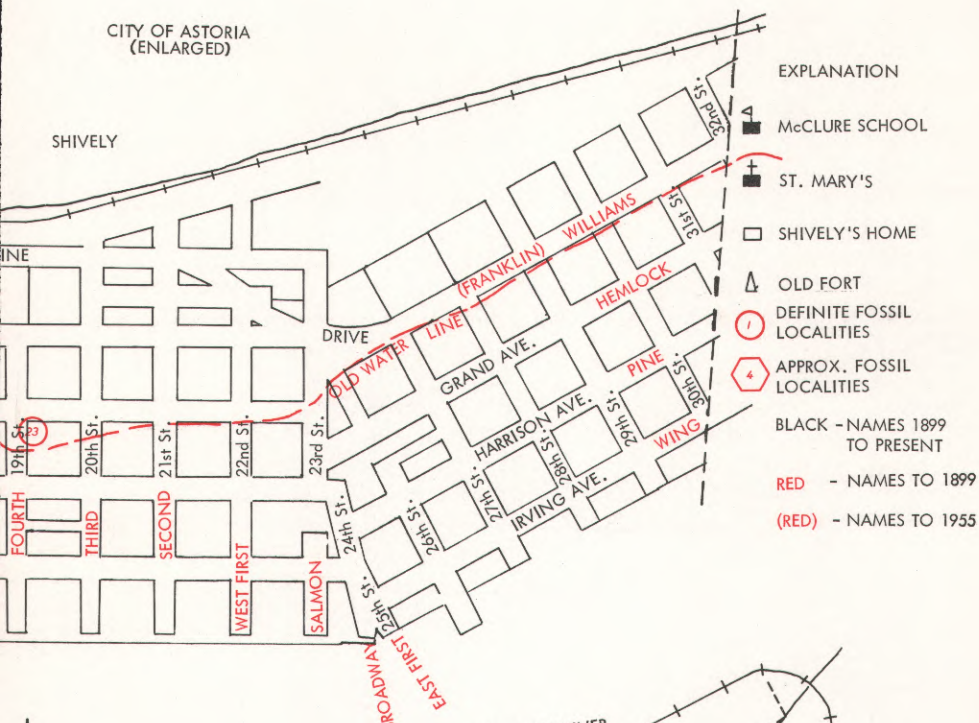 CITY OF ASTORIA
(ENLARGED)
SHIVELY
EXPLANATION
McCLURE SCHOOL
ST. MARY'S
SHIVELY'S HOME
OLD FORT
1
DEFINITE FOSSIL
LOCALITIES
4
APPROX. FOSSIL
LOCALITIES
BLACK - NAMES 1899
TO PRESENT
RED - NAMES TO 1899
(RED) - NAMES TO 1955
INE
DRIVE
OLD WATER LINE
(FRANKLIN) WILLIAMS
32nd St.
31st St.
HEMLOCK
GRAND AVE.
PINE
30th St.
HARRISON AVE.
29th St.
WING
28th St.
27th St.
IRVING AVE.
26th St.
24th St.
25th St.
23
19th St.
20th St.
21st St.
22nd St.
23rd St.
FOURTH
THIRD
SECOND
WEST FIRST
SALMON
ROADWAY
EAST FIRST